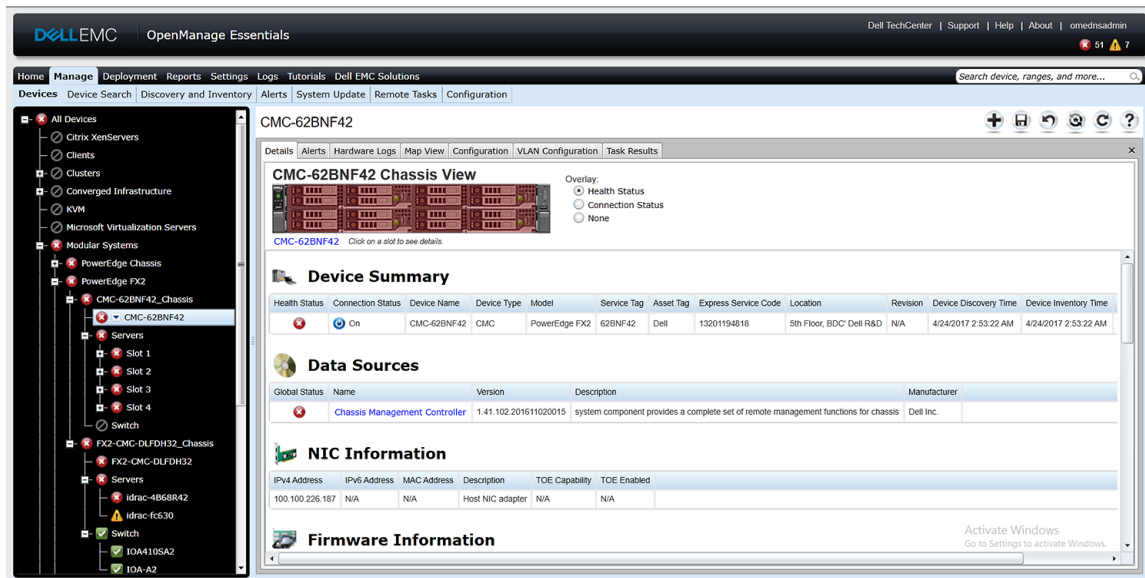 Dell TechCenter | Support | Help | About | omednsadmin
DELLEMC OpenManage Essentials
51 7
Home Manage Deployment Reports Settings Logs Tutorials Dell EMC Solutions
Search device, ranges, and more...
Devices Device Search Discovery and Inventory Alerts System Update Remote Tasks Configuration
All Devices
Citrix XenServers
Clients
Clusters
Converged Infrastructure
KVM
Microsoft Virtualization Servers
Modular Systems
PowerEdge Chassis
PowerEdge FX2
CMC-62BNF42_Chassis
CMC-62BNF42
Servers
Slot 1
Slot 2
Slot 3
Slot 4
Switch
FX2-CMC-DLFDH32_Chassis
FX2-CMC-DLFDH32
Servers
idrac-4B68R42
idrac-fc630
Switch
IOA410SA2
IOA-A2
CMC-62BNF42
Details Alerts Hardware Logs Map View Configuration VLAN Configuration Task Results
CMC-62BNF42 Chassis View
Overlay:
Health Status
Connection Status
None
CMC-62BNF42 Click on a slot to see details.
Device Summary
Health Status Connection Status Device Name Device Type Model Service Tag Asset Tag Express Service Code Location Revision Device Discovery Time Device Inventory Time
On CMC-62BNF42 CMC PowerEdge FX2 62BNF42 Dell 13201194818 5th Floor, BDC' Dell R&D N/A 4/24/2017 2:53:22 AM 4/24/2017 2:53:22 AM
Data Sources
Global Status Name Version Description Manufacturer
Chassis Management Controller 1.41.102.201611020015 system component provides a complete set of remote management functions for chassis Dell Inc.
NIC Information
IPv4 Address IPv6 Address MAC Address Description TOE Capability TOE Enabled
100.100.226.187 N/A N/A Host NIC adapter N/A N/A
Firmware Information
Activate Windows
Go to Settings to activate Windows.